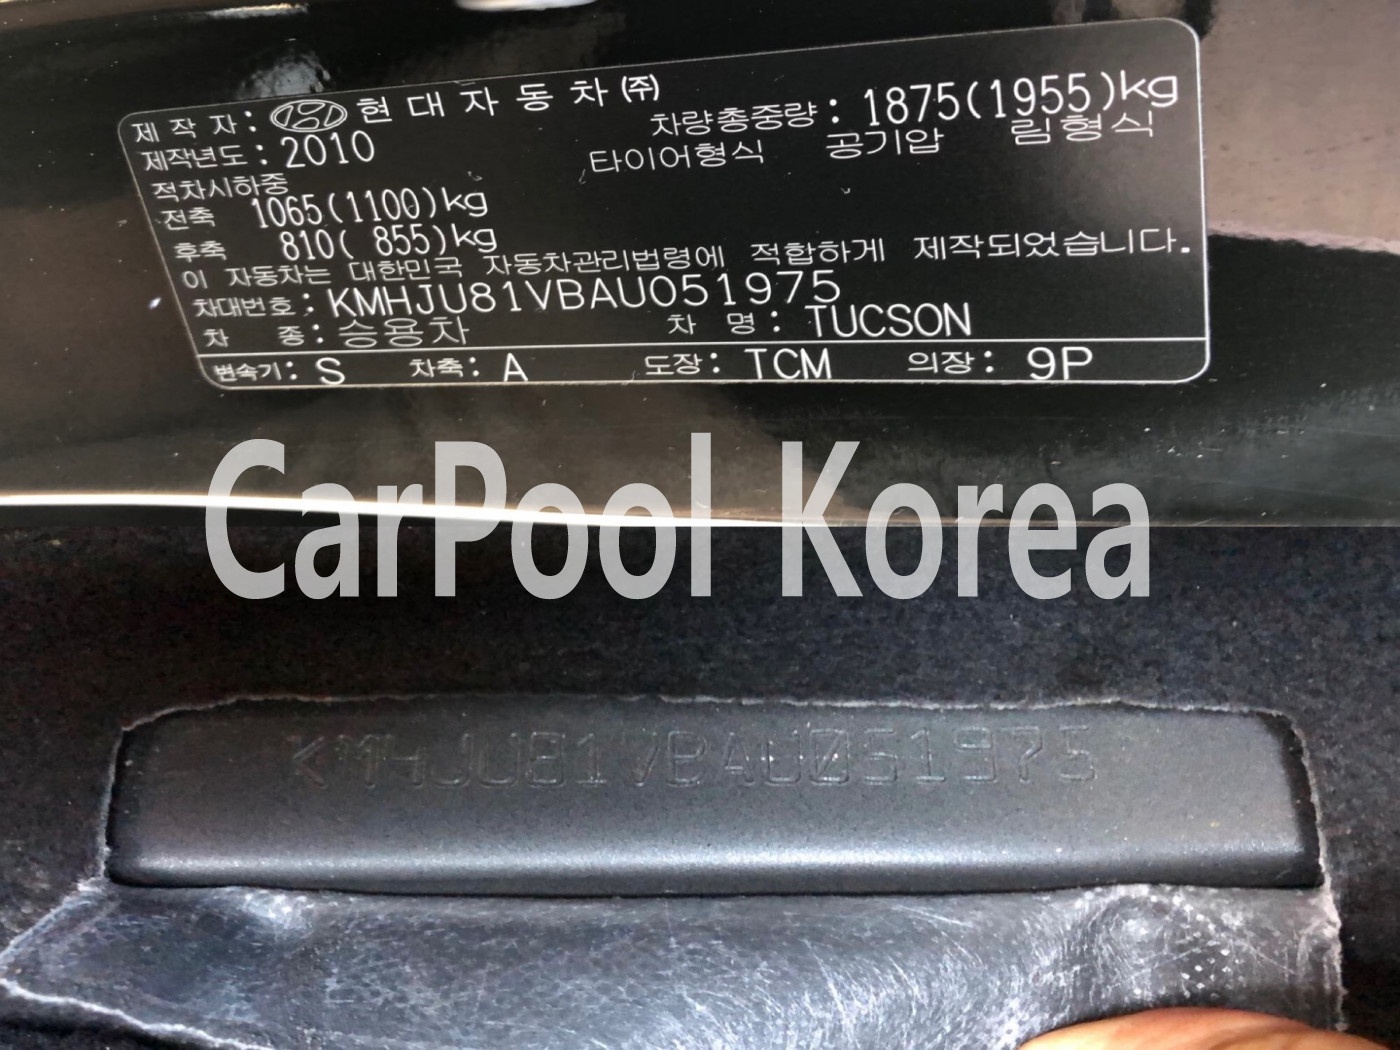 제 작 자 : 현 대 자 동 차 ㈜
차량총중량 : 1875(1955)kg
제작년도 : 2010
타이어형식 공기압 림형식
적차시하중
전축 1065(1100)kg
후축 810( 855)kg
이 자동차는 대한민국 자동차관리법령에 적합하게 제작되었습니다.
차대번호 : KMHJU81VBAU051975
차 종 : 승용차 차 명 : TUCSON
변속기 : S 차축 : A 도장 : TCM 의장 : 9P
CarPool Korea
KMHJU81VBAU051975